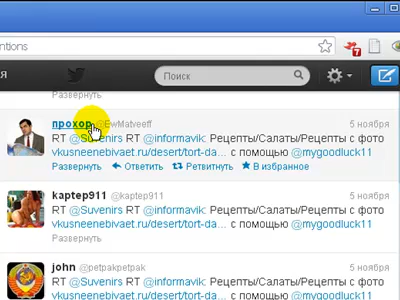 ntions
7
я
Поиск
Развернуть
прохор @EwMatveeff 5 ноября
RT @Suvenirs RT @informavik: Рецепты/Салаты/Рецепты с фото
vkusneenebivaet.ru/desert/tort-da... с помощью @mygoodluck11
Развернуть Ответить Ретвитнуть В избранное
kaptep911 @kaptep911 5 ноября
RT @Suvenirs RT @informavik: Рецепты/Салаты/Рецепты с фото
vkusneenebivaet.ru/desert/tort-da... с помощью @mygoodluck11
Развернуть
john @petpakpetpak 5 ноября
RT @Suvenirs RT @informavik: Рецепты/Салаты/Рецепты с фото
vkusneenebivaet.ru/desert/tort-da... с помощью @mygoodluck11